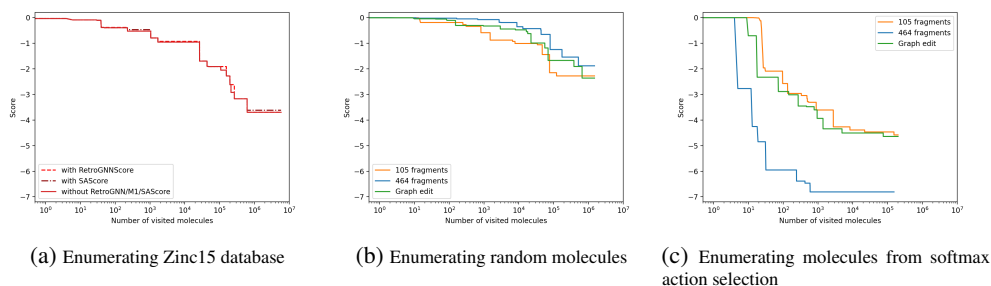 0
−1
−2
−3
−4
−5
−6
−7
Score
with RetroGNNScore
with SAScore
without RetroGNN/M1/SAScore
10^0 10^1 10^2 10^3 10^4 10^5 10^6 10^7
Number of visited molecules
(a) Enumerating Zinc15 database
0
−1
−2
−3
−4
−5
−6
−7
Score
105 fragments
464 fragments
Graph edit
10^0 10^1 10^2 10^3 10^4 10^5 10^6 10^7
Number of visited molecules
(b) Enumerating random molecules
0
−1
−2
−3
−4
−5
−6
−7
Score
105 fragments
464 fragments
Graph edit
10^0 10^1 10^2 10^3 10^4 10^5 10^6 10^7
Number of visited molecules
(c) Enumerating molecules from softmax
action selection